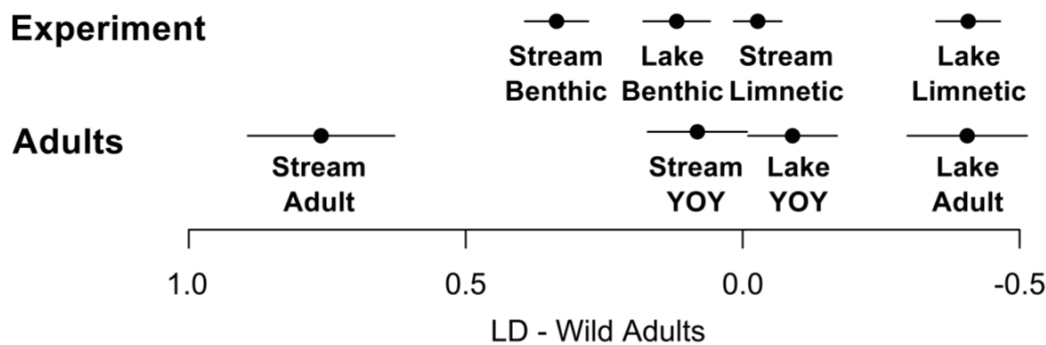 Experiment
Stream Lake Stream Lake
Benthic Benthic Limnetic Limnetic
Adults
Stream Stream Lake Lake
Adult YOY YOY Adult
1.0 0.5 0.0 -0.5
LD - Wild Adults